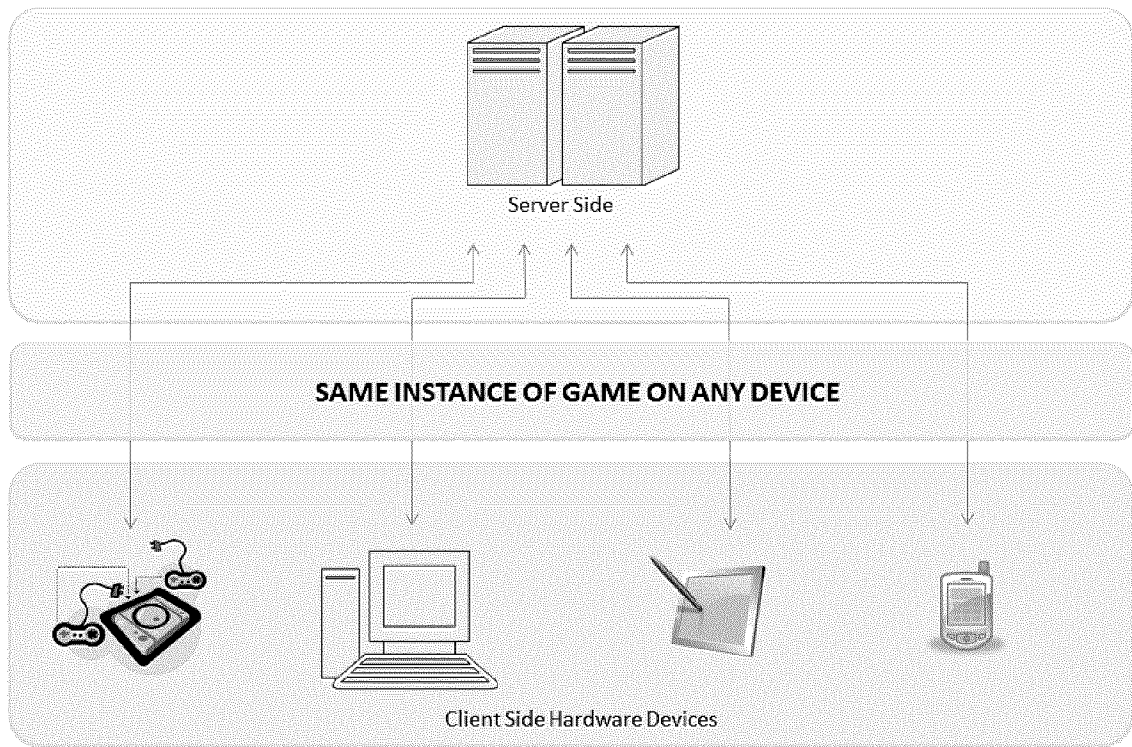 Server Side
SAME INSTANCE OF GAME ON ANY DEVICE
Client Side Hardware Devices